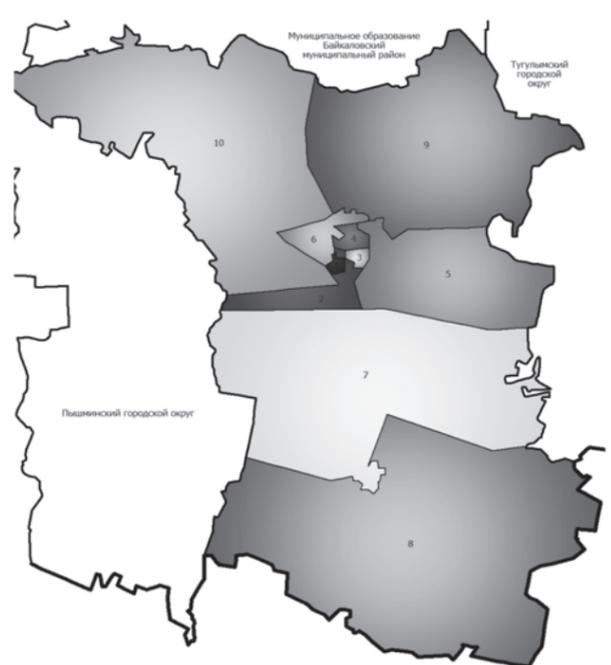 Муниципальное образование
Байкаловский
муниципальный район
Тугулымский
городской
округ
10
9
6
4
3
5
2
7
Пышминский городской округ
8